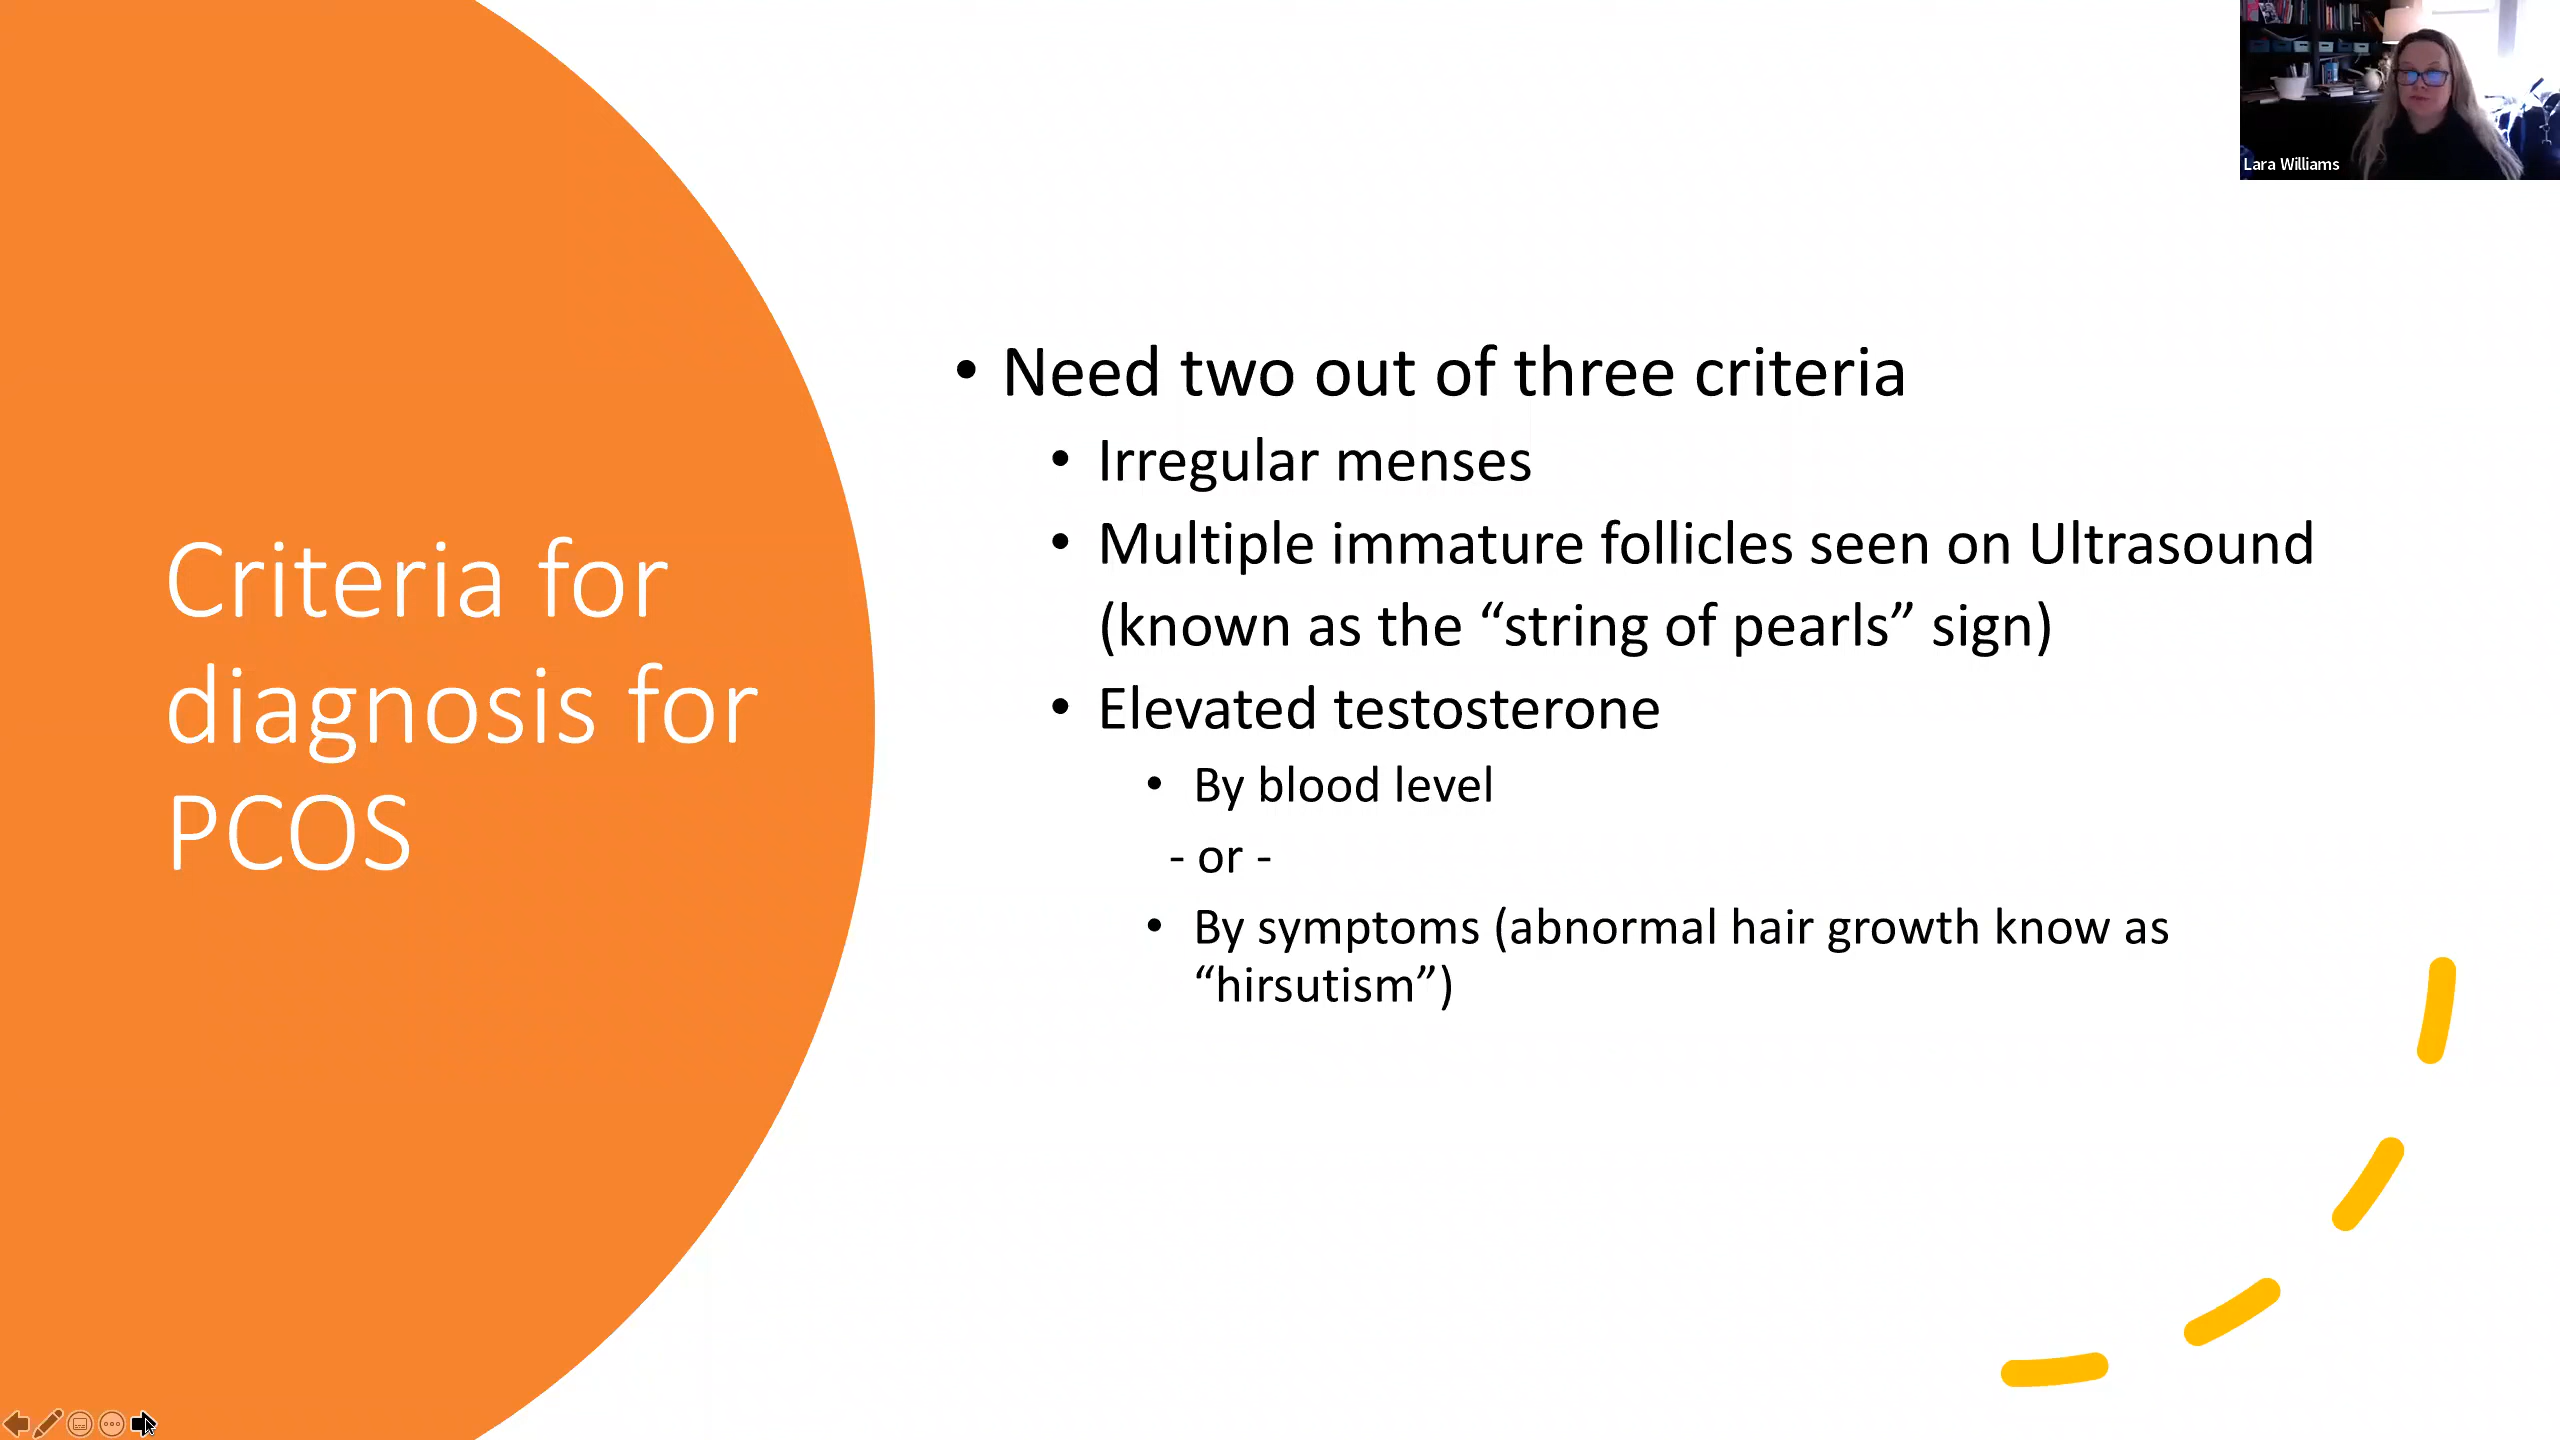 Lara Williams
Criteria for
diagnosis for
PCOS
• Need two out of three criteria
• Irregular menses
• Multiple immature follicles seen on Ultrasound
(known as the “string of pearls” sign)
• Elevated testosterone
• By blood level
- or -
• By symptoms (abnormal hair growth know as
“hirsutism”)